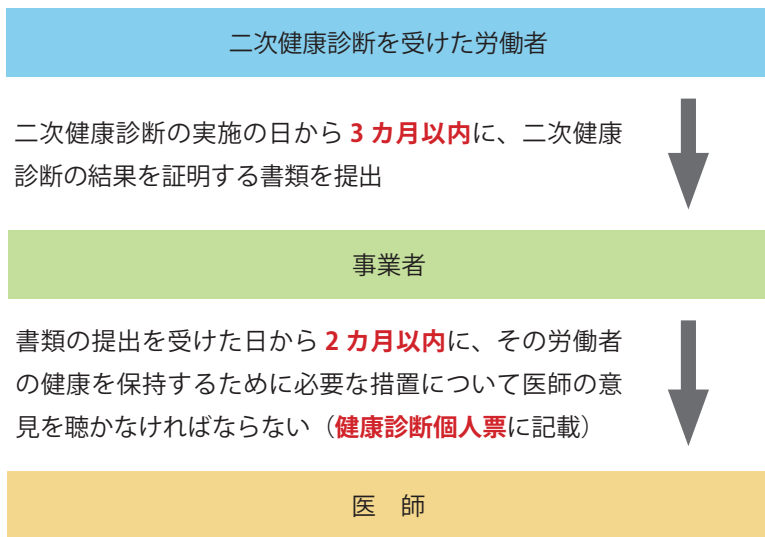 二次健康診断を受けた労働者
二次健康診断の実施の日から 3 カ月以内に、二次健康
診断の結果を証明する書類を提出
事業者
書類の提出を受けた日から 2 カ月以内に、その労働者
の健康を保持するために必要な措置について医師の意
見を聴かなければならない（健康診断個人票に記載）
医　師